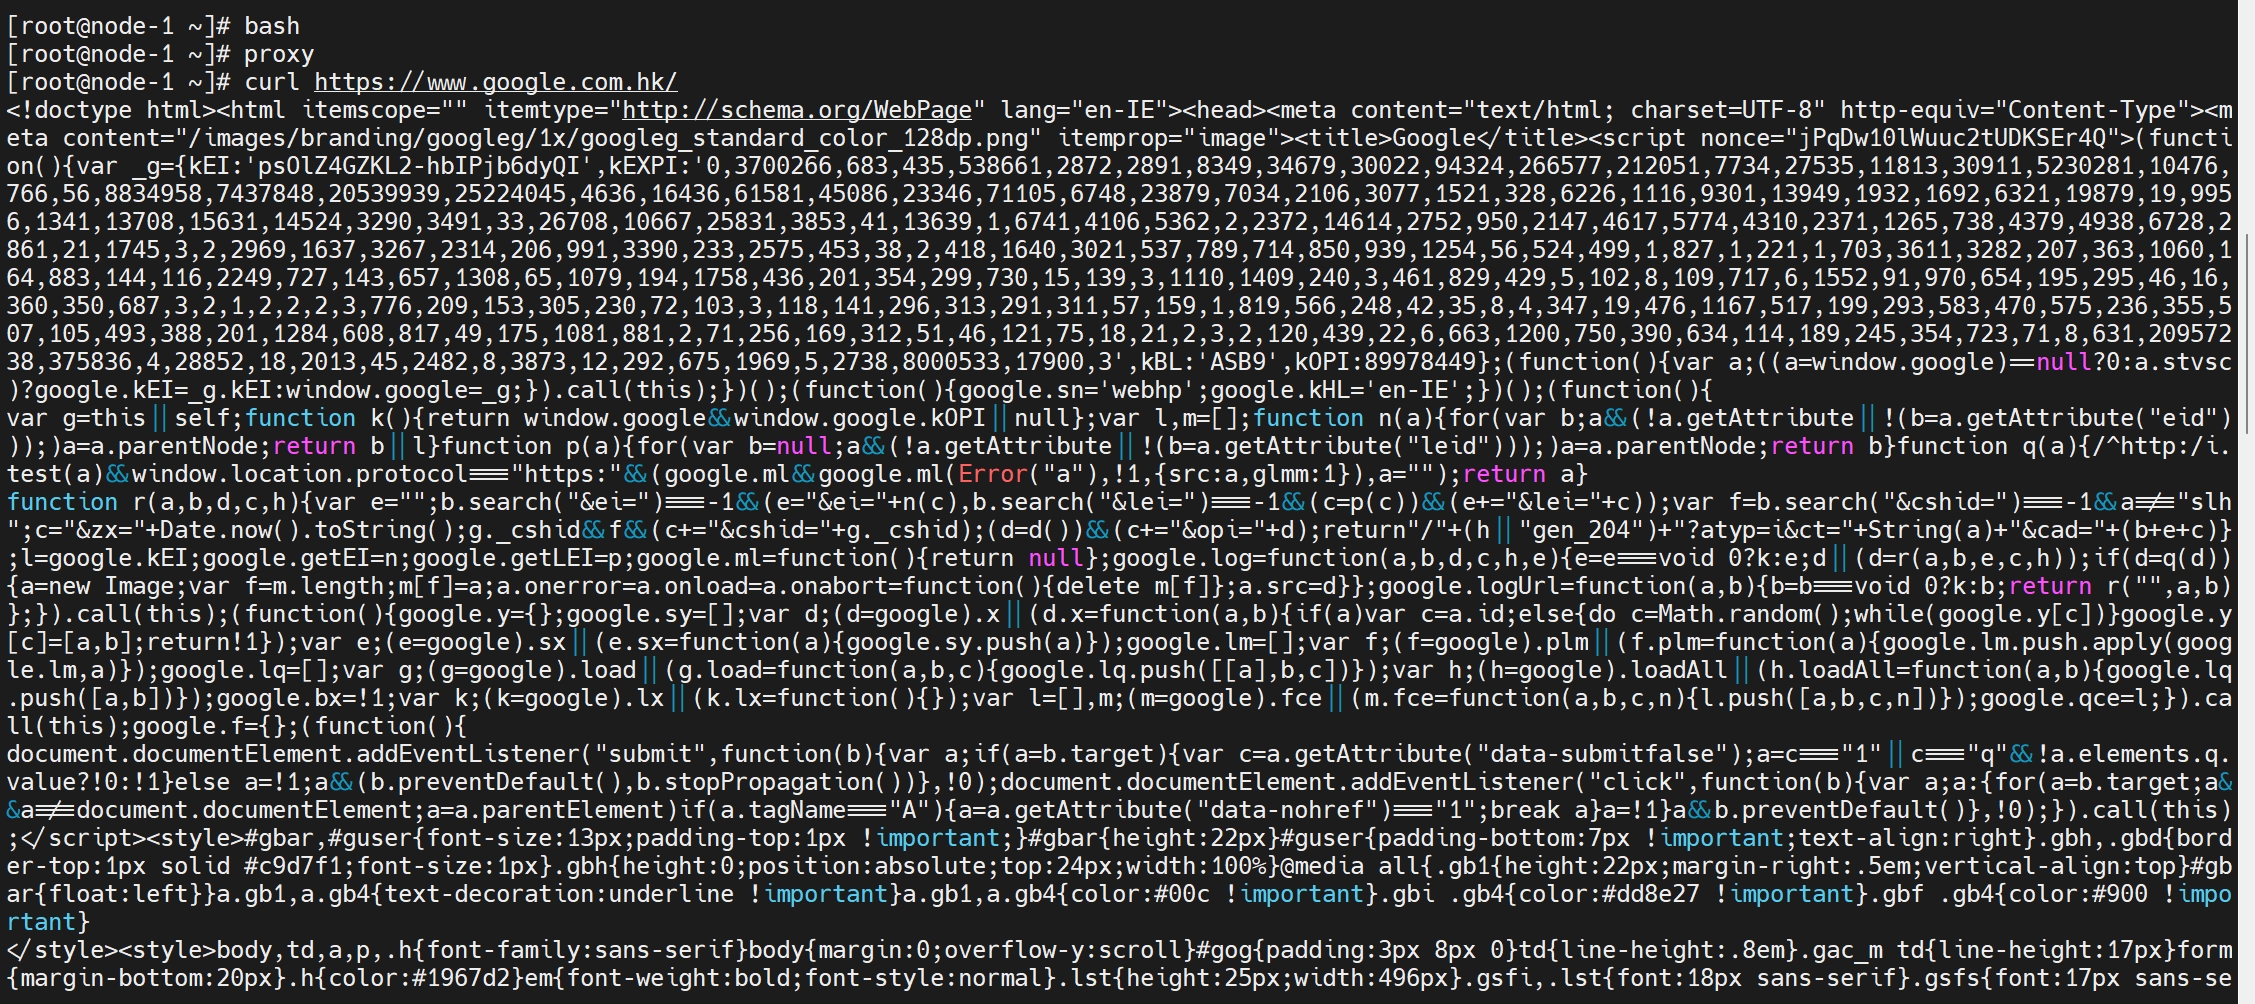 [root@node-1 ~]# bash
[root@node-1 ~]# proxy
[root@node-1 ~]# curl https://www.google.com.hk/
<!doctype html><html itemscope="" itemtype="http://schema.org/WebPage" lang="en-IE"><head><meta content="text/html; charset=UTF-8" http-equiv="Content-Type"><m
eta content="/images/branding/googleg/1x/googleg_standard_color_128dp.png" itemprop="image"><title>Google</title><script nonce="jPqDw10lWuuc2tUDKSEr4Q">(functi
on(){var _g={kEI:'psOlZ4GZKL2-hbIPjb6dyQI',kEXPI:'0,3700266,683,435,538661,2872,2891,8349,34679,30022,94324,266577,212051,7734,27535,11813,30911,5230281,10476,
766,56,8834958,7437848,20539939,25224045,4636,16436,61581,45086,23346,71105,6748,23879,7034,2106,3077,1521,328,6226,1116,9301,13949,1932,1692,6321,19879,19,995
6,1341,13708,15631,14524,3290,3491,33,26708,10667,25831,3853,41,13639,1,6741,4106,5362,2,2372,14614,2752,950,2147,4617,5774,4310,2371,1265,738,4379,4938,6728,2
861,21,1745,3,2,2969,1637,3267,2314,206,991,3390,233,2575,453,38,2,418,1640,3021,537,789,714,850,939,1254,56,524,499,1,827,1,221,1,703,3611,3282,207,363,1060,1
64,883,144,116,2249,727,143,657,1308,65,1079,194,1758,436,201,354,299,730,15,139,3,1110,1409,240,3,461,829,429,5,102,8,109,717,6,1552,91,970,654,195,295,46,16,
360,350,687,3,2,1,2,2,2,3,776,209,153,305,230,72,103,3,118,141,296,313,291,311,57,159,1,819,566,248,42,35,8,4,347,19,476,1167,517,199,293,583,470,575,236,355,5
07,105,493,388,201,1284,608,817,49,175,1081,881,2,71,256,169,312,51,46,121,75,18,21,2,3,2,120,439,22,6,663,1200,750,390,634,114,189,245,354,723,71,8,631,209572
38,375836,4,28852,18,2013,45,2482,8,3873,12,292,675,1969,5,2738,8000533,17900,3',kBL:'ASB9',kOPI:89978449};(function(){var a;((a=window.google)==null?0:a.stvsc
)?google.kEI=_g.kEI:window.google=_g;}).call(this);})();(function(){google.sn='webhp';google.kHL='en-IE';})();(function(){
var g=this||self;function k(){return window.google&&window.google.kOPI||null};var l,m=[];function n(a){for(var b;a&&(!a.getAttribute||!(b=a.getAttribute("eid")
));)a=a.parentNode;return b||l}function p(a){for(var b=null;a&&(!a.getAttribute||!(b=a.getAttribute("leid")));)a=a.parentNode;return b}function q(a){/^http:/i.
test(a)&&window.location.protocol==="https:"&&(google.ml&&google.ml(Error("a"),!1,{src:a,glmm:1}),a="");return a}
function r(a,b,d,c,h){var e="";b.search("&ei=")===-1&&(e="&ei="+n(c),b.search("&lei=")===-1&&(c=p(c))&&(e+="&lei="+c));var f=b.search("&cshid=")===-1&&a!=="slh
";c="&zx="+Date.now().toString();g._cshid&&f&&(c+="&cshid="+g._cshid);(d=d())&&(c+="&opi="+d);return"/"+(h||"gen_204")+"?atyp=i&ct="+String(a)+"&cad="+(b+e+c)}
;l=google.kEI;google.getEI=n;google.getLEI=p;google.ml=function(){return null};google.log=function(a,b,d,c,h,e){e=e===void 0?k:e;d||(d=r(a,b,e,c,h));if(d=q(d))
{a=new Image;var f=m.length;m[f]=a;a.onerror=a.onload=a.onabort=function(){delete m[f]};a.src=d}};google.logUrl=function(a,b){b=b===void 0?k:b;return r("",a,b)
};}).call(this);(function(){google.y={};google.sy=[];var d;(d=google).x||(d.x=function(a,b){if(a)var c=a.id;else{do c=Math.random();while(google.y[c])}google.y
[c]=[a,b];return!1});var e;(e=google).sx||(e.sx=function(a){google.sy.push(a)});google.lm=[];var f;(f=google).plm||(f.plm=function(a){google.lm.push.apply(goog
le.lm,a)});google.lq=[];var g;(g=google).load||(g.load=function(a,b,c){google.lq.push([[a],b,c])});var h;(h=google).loadAll||(h.loadAll=function(a,b){google.lq
.push([a,b])});google.bx=!1;var k;(k=google).lx||(k.lx=function(){});var l=[],m;(m=google).fce||(m.fce=function(a,b,c,n){l.push([a,b,c,n])});google.qce=l;}).ca
ll(this);google.f={};(function(){
document.documentElement.addEventListener("submit",function(b){var a;if(a=b.target){var c=a.getAttribute("data-submitfalse");a=c==="1"||c==="q"&&!a.elements.q.
value?!0:!1}else a=!1;a&&(b.preventDefault(),b.stopPropagation())},!0);document.documentElement.addEventListener("click",function(b){var a;a:{for(a=b.target;a&
&a!==document.documentElement;a=a.parentElement)if(a.tagName==="A"){a=a.getAttribute("data-nohref")==="1";break a}a=!1}a&&b.preventDefault()},!0);}).call(this)
;</script><style>#gbar,#guser{font-size:13px;padding-top:1px !important;}#gbar{height:22px}#guser{padding-bottom:7px !important;text-align:right}.gbh,.gbd{bord
er-top:1px solid #c9d7f1;font-size:1px}.gbh{height:0;position:absolute;top:24px;width:100%}@media all{.gb1{height:22px;margin-right:.5em;vertical-align:top}#gb
ar{float:left}}a.gb1,a.gb4{text-decoration:underline !important}a.gb1,a.gb4{color:#00c !important}.gbi .gb4{color:#dd8e27 !important}.gbf .gb4{color:#900 !impo
rtant}
</style><style>body,td,a,p,.h{font-family:sans-serif}body{margin:0;overflow-y:scroll}#gog{padding:3px 8px 0}td{line-height:.8em}.gac_m td{line-height:17px}form
{margin-bottom:20px}.h{color:#1967d2}em{font-weight:bold;font-style:normal}.lst{height:25px;width:496px}.gsfi,.lst{font:18px sans-serif}.gsfs{font:17px sans-se